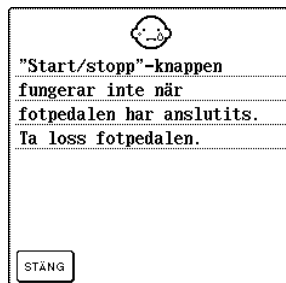 "Start/stopp"-knappen
fungerar inte när
fotpedalen har anslutits.
Ta loss fotpedalen.
STÄNG